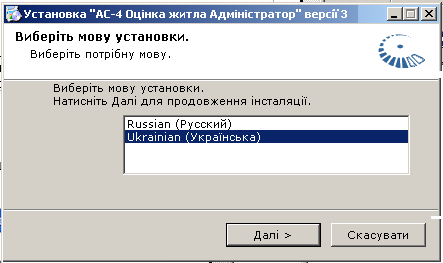 Установка "АС-4 Оцінка житла Адміністратор" версії 3
Виберіть мову установки.
Виберіть потрібну мову.
Виберіть мову установки.
Натисніть Далі для продовження інсталяції.
Russian (Русский)
Ukrainian (Українська)
Далі >
Скасувати